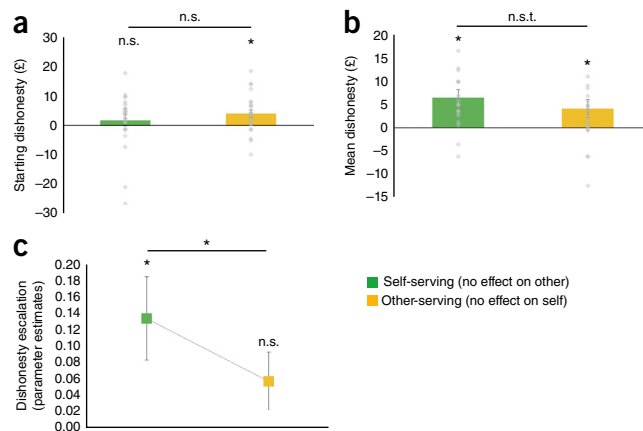 a
n.s.
n.s.
*
Starting dishonesty (£)
30
20
10
0
–10
–20
–30
b
n.s.t.
*
*
Mean dishonesty (£)
20
15
10
5
0
–5
–10
15
c
*
*
n.s.
Dishonesty escalation
(parameter estimates)
0.20
0.18
0.16
0.14
0.12
0.10
0.08
0.06
0.04
0.02
0.00
Self-serving (no effect on other)
Other-serving (no effect on self)